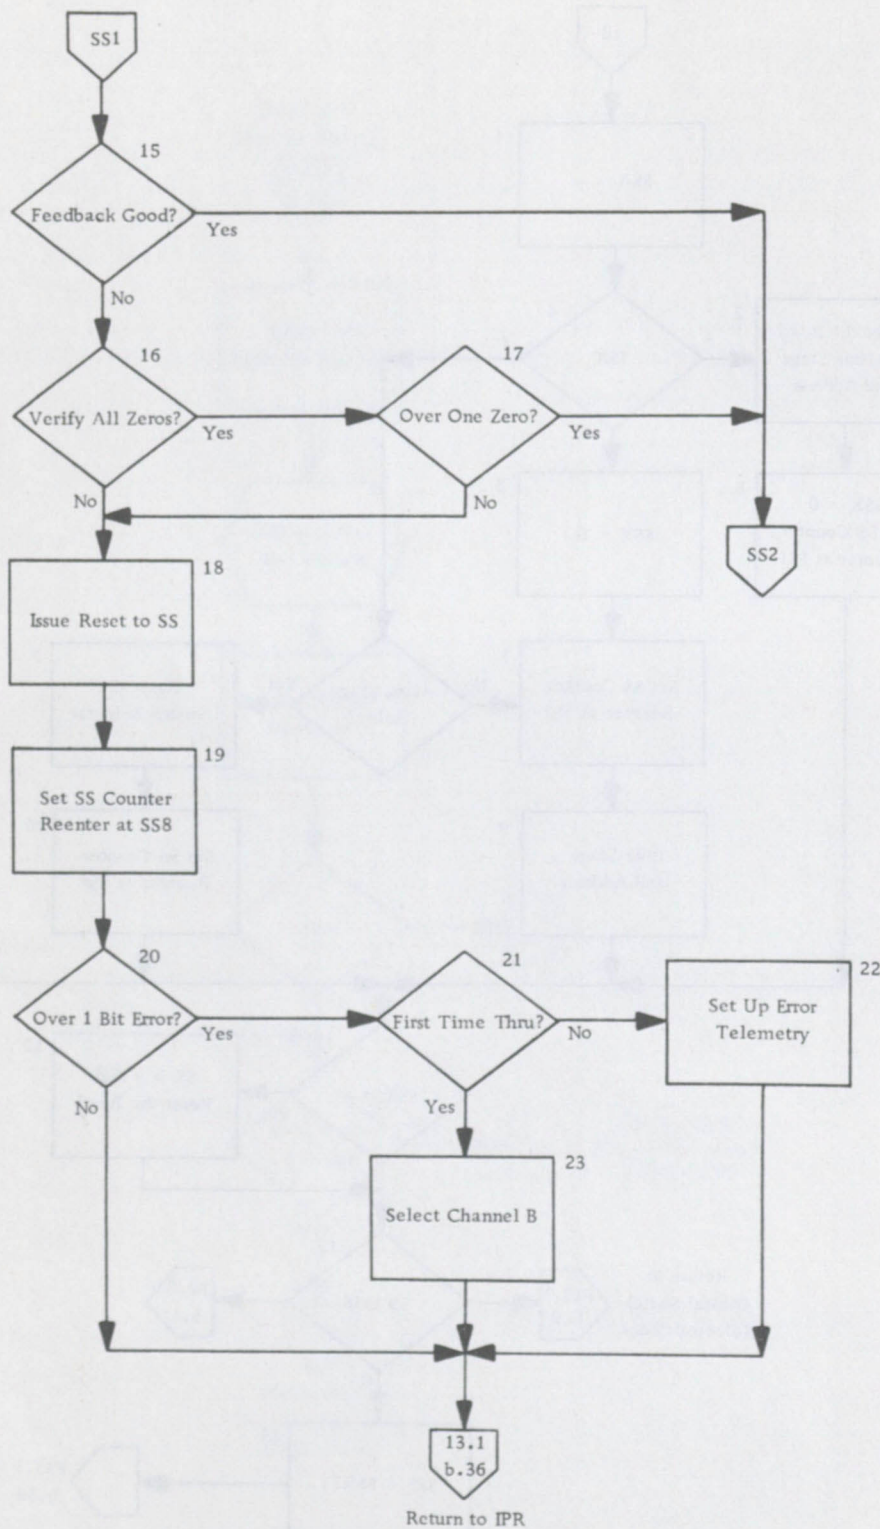 SS1
15
Feedback Good?
Yes
No
16
17
Verify All Zeros?
Yes
Over One Zero?
Yes
No
No
SS2
18
Issue Reset to SS
19
Set SS Counter
Reenter at SS8
20
21
22
Over 1 Bit Error?
Yes
First Time Thru?
No
Set Up Error
Telemetry
No
Yes
23
Select Channel B
13.1
b.36
Return to IPR